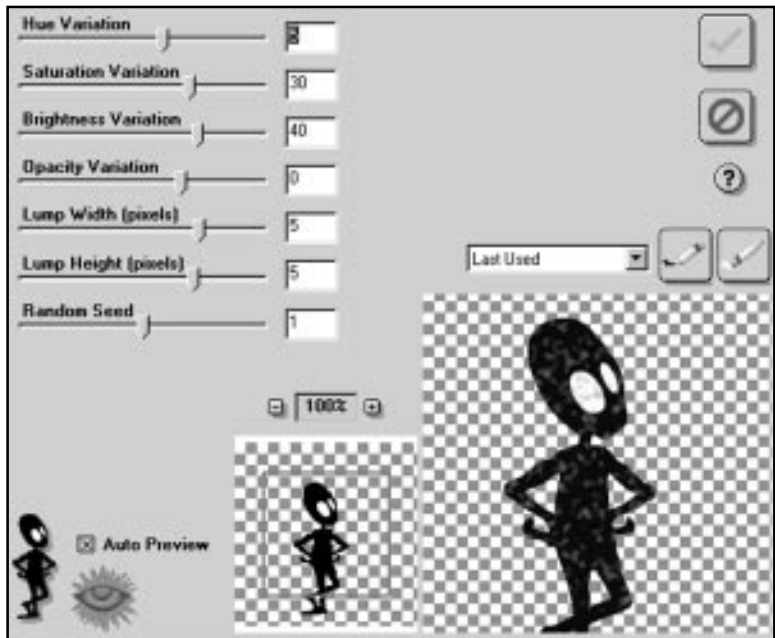 Hue Variation
Saturation Variation
30
Brightness Variation
40
Opacity Variation
0
Lump Width (pixels)
5
Lump Height (pixels)
5
Random Seed
1
?
Last Used
100%
Auto Preview